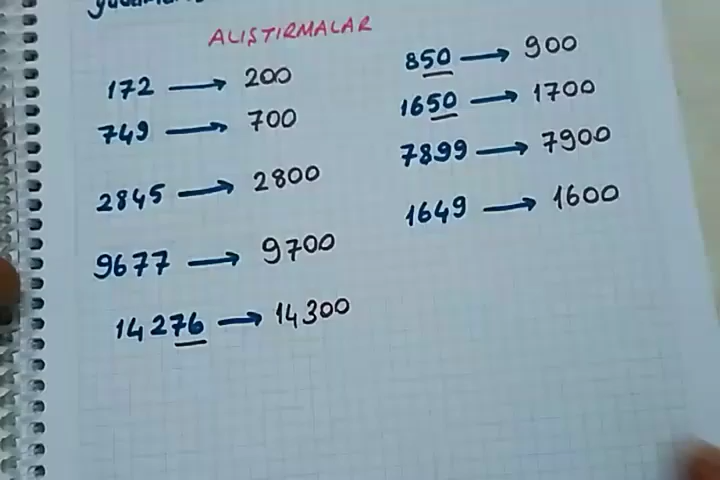 ALIŞTIRMALAR
172 → 200
749 → 700
2845 → 2800
9677 → 9700
14276 → 14300
850 → 900
1650 → 1700
7899 → 7900
1649 → 1600